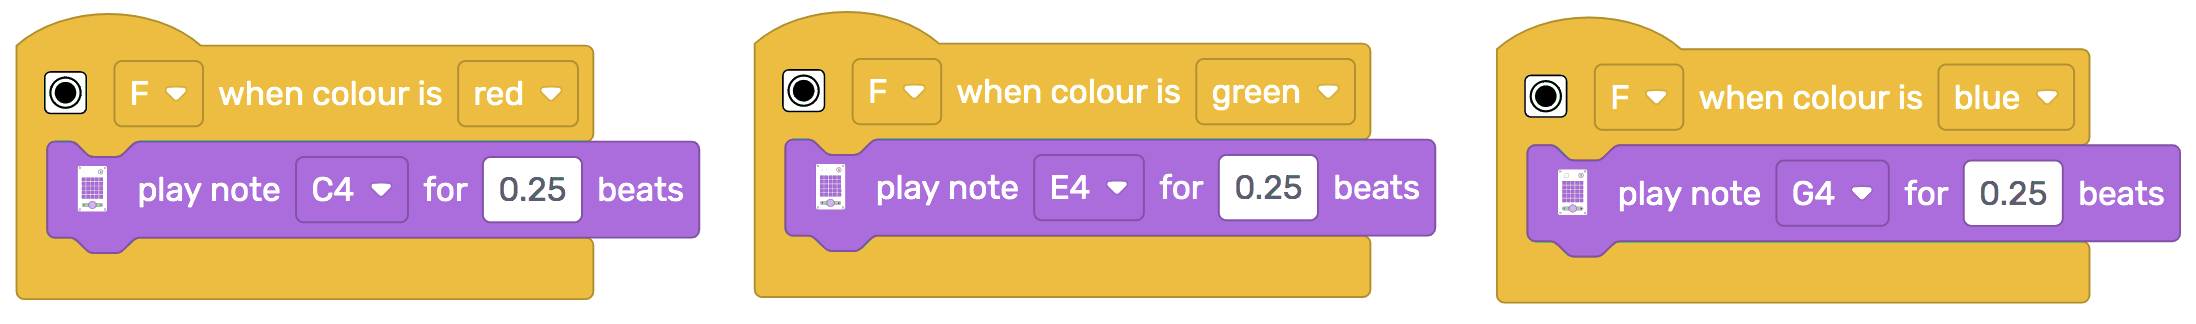 F when colour is red
play note C4 for 0.25 beats
F when colour is green
play note E4 for 0.25 beats
F when colour is blue
play note G4 for 0.25 beats